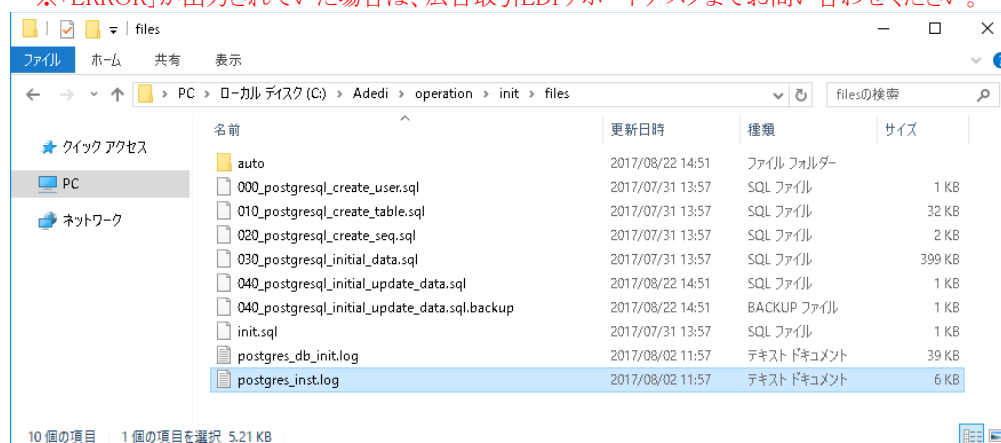 ※「ERROR」が出力されていた場合は、広告取引EDIサポートデスクまでお問い合わせください。
files
ファイル ホーム 共有 表示
PC › ローカル ディスク (C:) › Adedi › operation › init › files filesの検索
名前 更新日時 種類 サイズ
クイック アクセス
PC
ネットワーク
auto 2017/08/22 14:51 ファイル フォルダー
000_postgresql_create_user.sql 2017/07/31 13:57 SQL ファイル 1 KB
010_postgresql_create_table.sql 2017/07/31 13:57 SQL ファイル 32 KB
020_postgresql_create_seq.sql 2017/07/31 13:57 SQL ファイル 2 KB
030_postgresql_initial_data.sql 2017/07/31 13:57 SQL ファイル 399 KB
040_postgresql_initial_update_data.sql 2017/08/22 14:51 SQL ファイル 1 KB
040_postgresql_initial_update_data.sql.backup 2017/08/22 14:51 BACKUP ファイル 1 KB
init.sql 2017/07/31 13:57 SQL ファイル 1 KB
postgres_db_init.log 2017/08/02 11:57 テキスト ドキュメント 39 KB
postgres_inst.log 2017/08/02 11:57 テキスト ドキュメント 6 KB
10 個の項目 1 個の項目を選択 5.21 KB